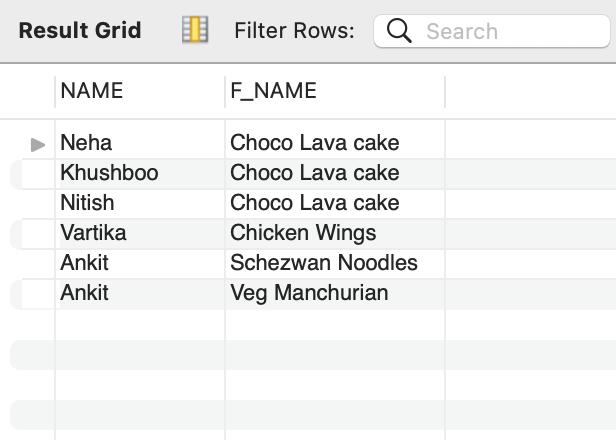 Result Grid Filter Rows: Search
NAME F_NAME
Neha Choco Lava cake
Khushboo Choco Lava cake
Nitish Choco Lava cake
Vartika Chicken Wings
Ankit Schezwan Noodles
Ankit Veg Manchurian